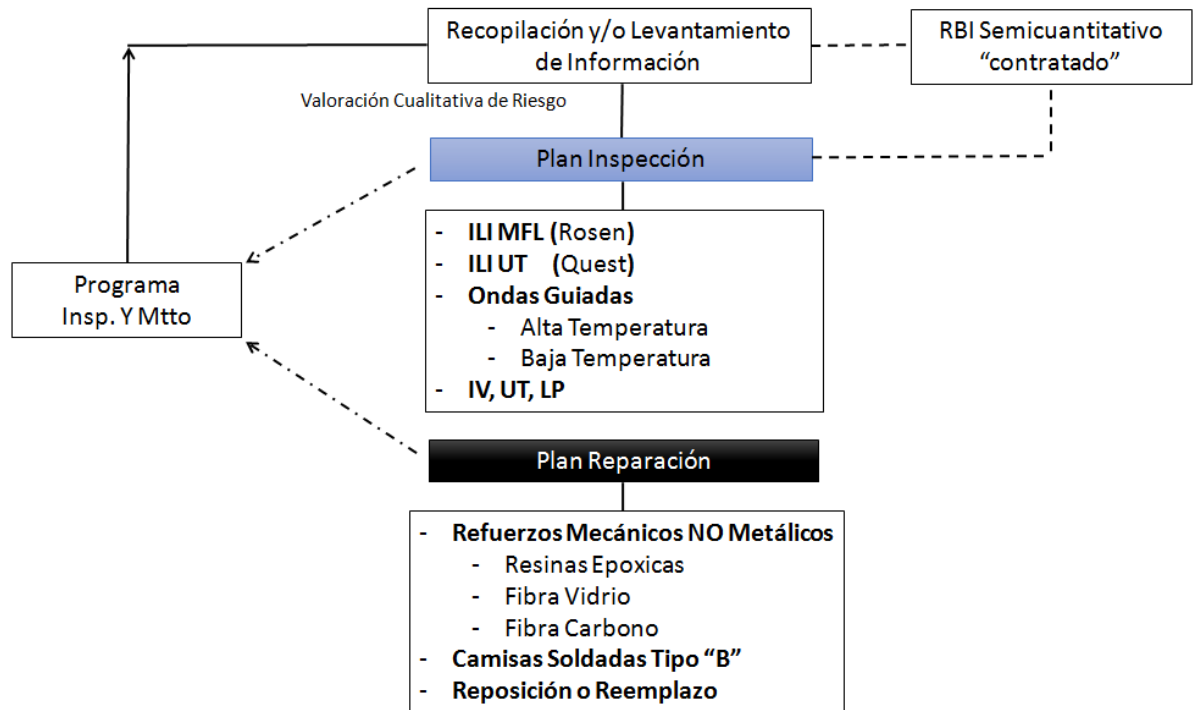 Recopilación y/o Levantamiento
de Información
RBI Semicuantitativo
“contratado”
Valoración Cualitativa de Riesgo
Plan Inspección
- ILI MFL (Rosen)
- ILI UT (Quest)
- Ondas Guiadas
- Alta Temperatura
- Baja Temperatura
- IV, UT, LP
Programa
Insp. Y Mtto
Plan Reparación
- Refuerzos Mecánicos NO Metálicos
- Resinas Epoxicas
- Fibra Vidrio
- Fibra Carbono
- Camisas Soldadas Tipo “B”
- Reposición o Reemplazo